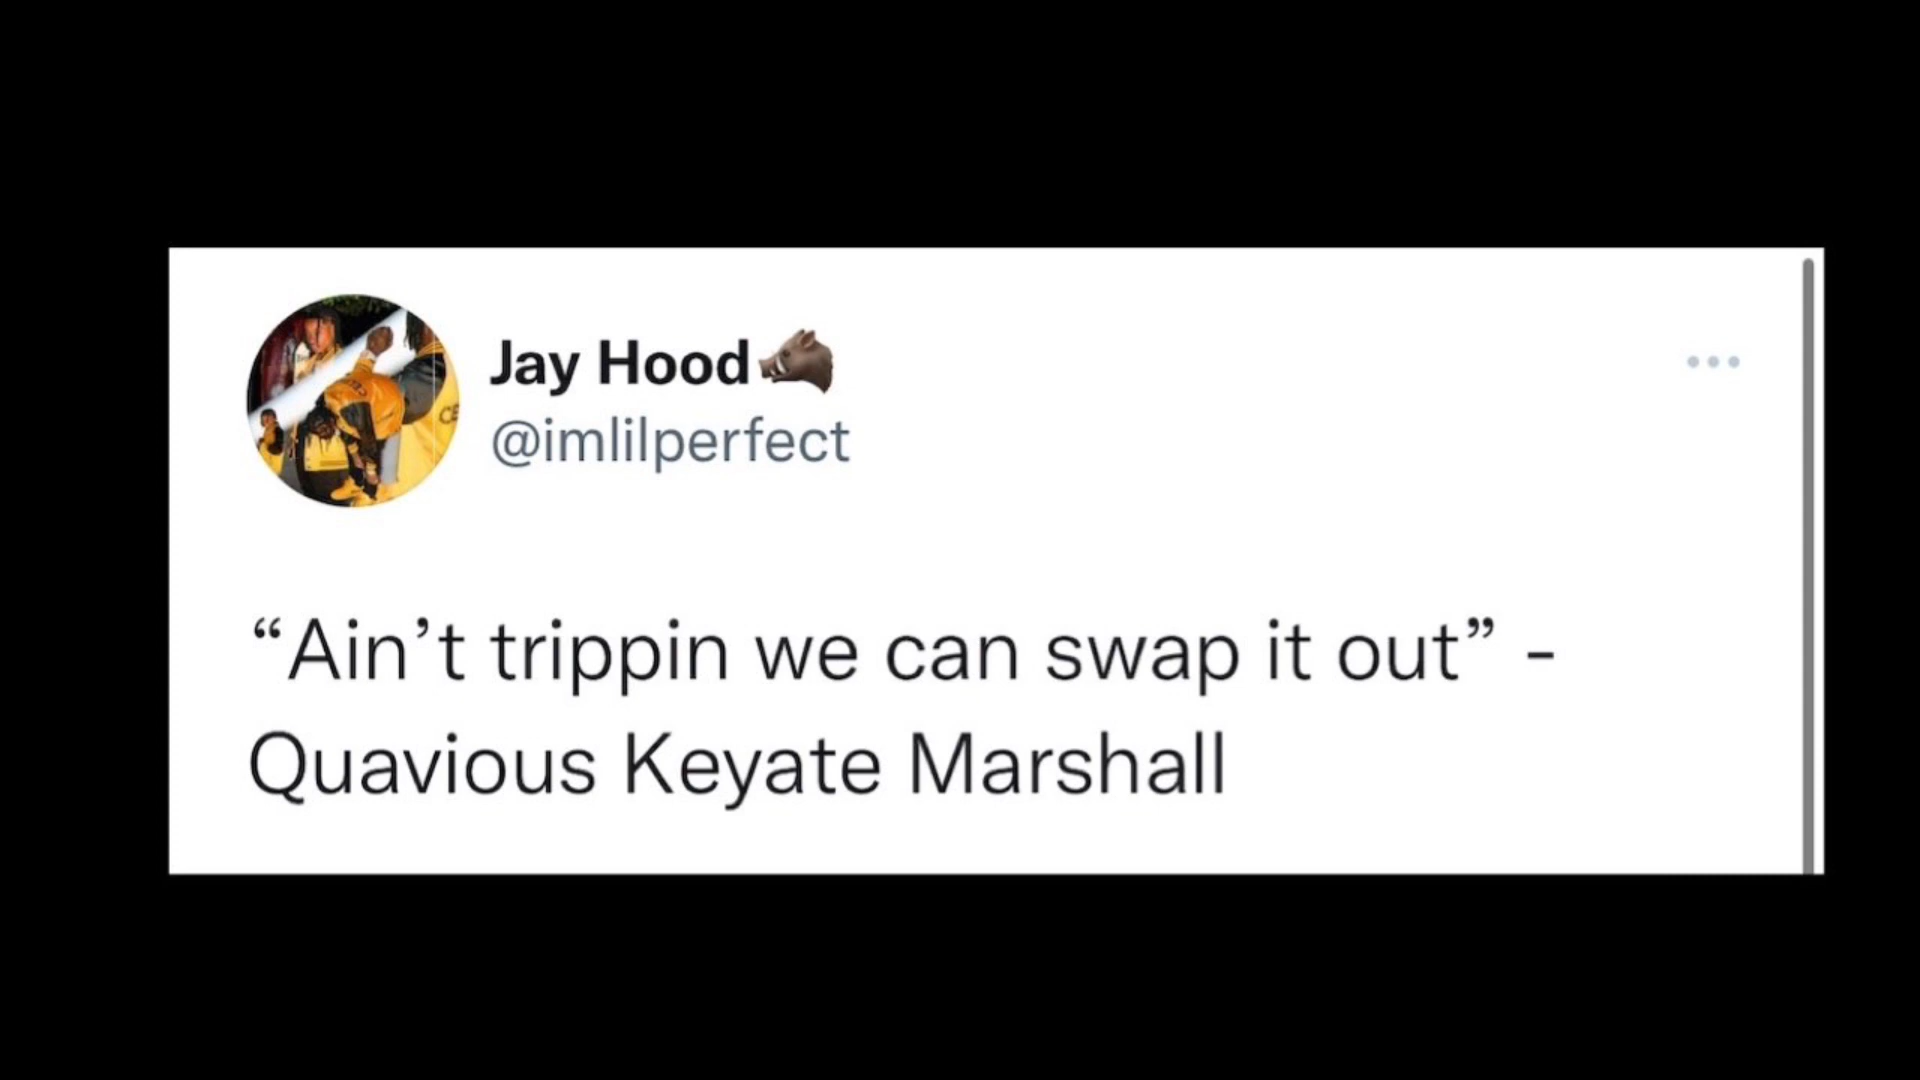 Jay Hood🐗
@imlilperfect
“Ain’t trippin we can swap it out” -
Quavious Keyate Marshall